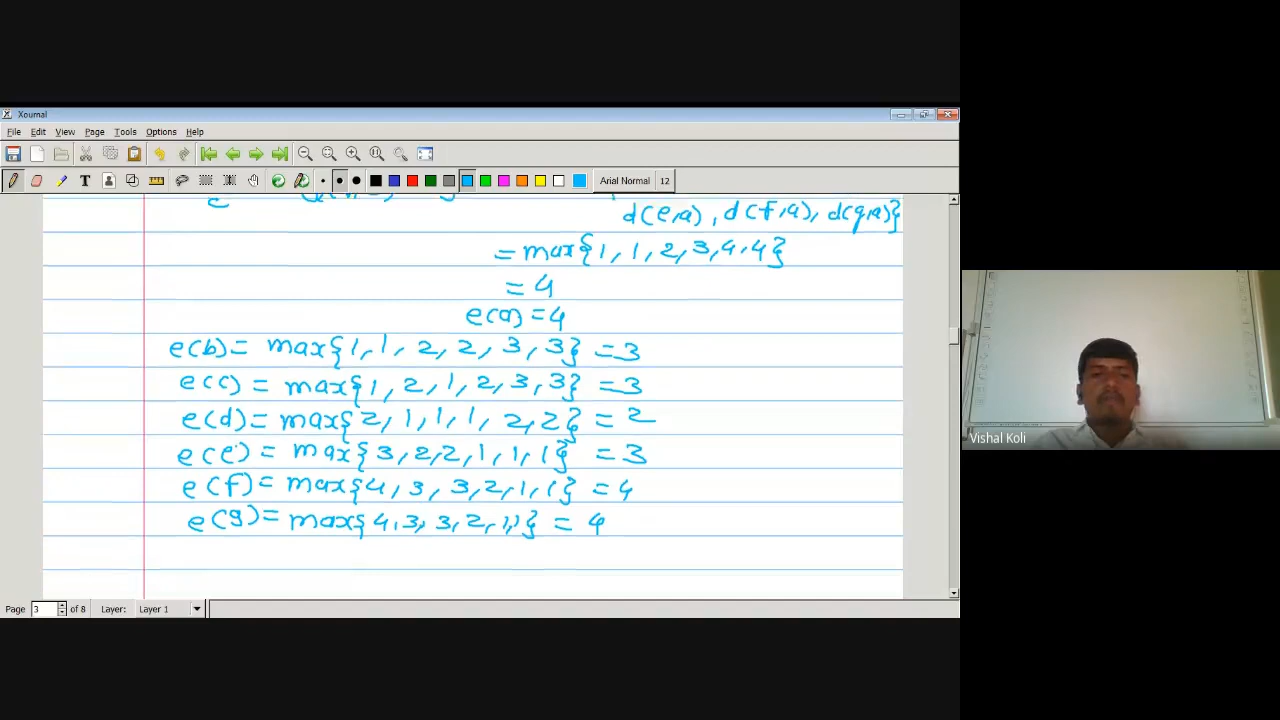 Xournal
File Edit View Page Tools Options Help
Arial Normal 12
d(e,a), d(f,a), d(g,a)}
= max{1, 1, 2, 3, 4, 4}
= 4
e(a) = 4
e(b) = max{1, 1, 2, 2, 3, 3} = 3
e(c) = max{1, 2, 1, 2, 3, 3} = 3
e(d) = max{2, 1, 1, 1, 2, 2} = 2
e(e) = max{3, 2, 2, 1, 1, 1} = 3
e(f) = max{4, 3, 3, 2, 1, 1} = 4
e(g) = max{4, 3, 3, 2, 1, 1} = 4
Page 3 of 8 Layer: Layer 1
Vishal Koli